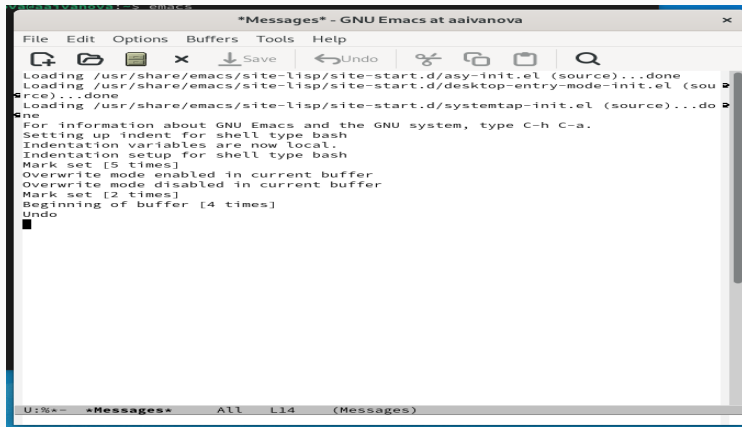 emacs
*Messages* - GNU Emacs at aaivanova
File Edit Options Buffers Tools Help
Save Undo
Loading /usr/share/emacs/site-lisp/site-start.d/asy-init.el (source)...done
Loading /usr/share/emacs/site-lisp/site-start.d/desktop-entry-mode-init.el (sou
rce)...done
Loading /usr/share/emacs/site-lisp/site-start.d/systemtap-init.el (source)...do
ne
For information about GNU Emacs and the GNU system, type C-h C-a.
Setting up indent for shell type bash
Indentation variables are now local.
Indentation setup for shell type bash
Mark set [5 times]
Overwrite mode enabled in current buffer
Overwrite mode disabled in current buffer
Mark set [2 times]
Beginning of buffer [4 times]
Undo
U:%*- *Messages* All L14 (Messages)